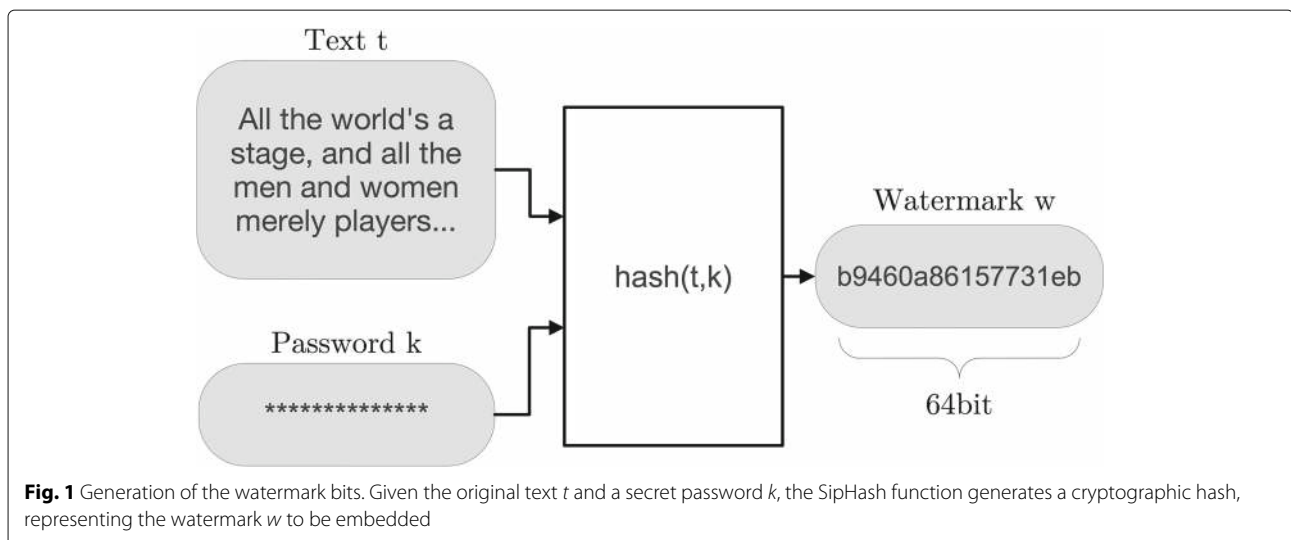 Text t
All the world's a
stage, and all the
men and women
merely players...
Password k
**************
hash(t,k)
Watermark w
b9460a86157731eb
64bit
Fig. 1 Generation of the watermark bits. Given the original text t and a secret password k, the SipHash function generates a cryptographic hash,
representing the watermark w to be embedded